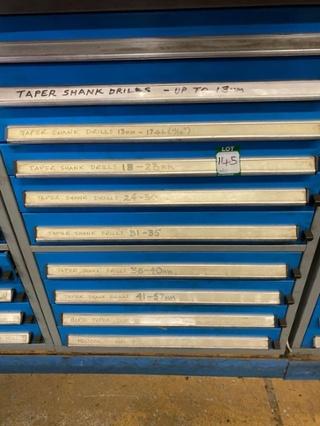 TAPER SHANK DRILLS - UP TO 13mm
TAPER SHANK DRILLS 13mm - 17.46 (11/16")
TAPER SHANK DRILLS 18-23mm
LOT
145
TAPER SHANK DRILLS 24-30
TAPER SHANK DRILLS 31-35
TAPER SHANK DRILLS 36-40mm
TAPER SHANK DRILLS 41-57mm
TAPER